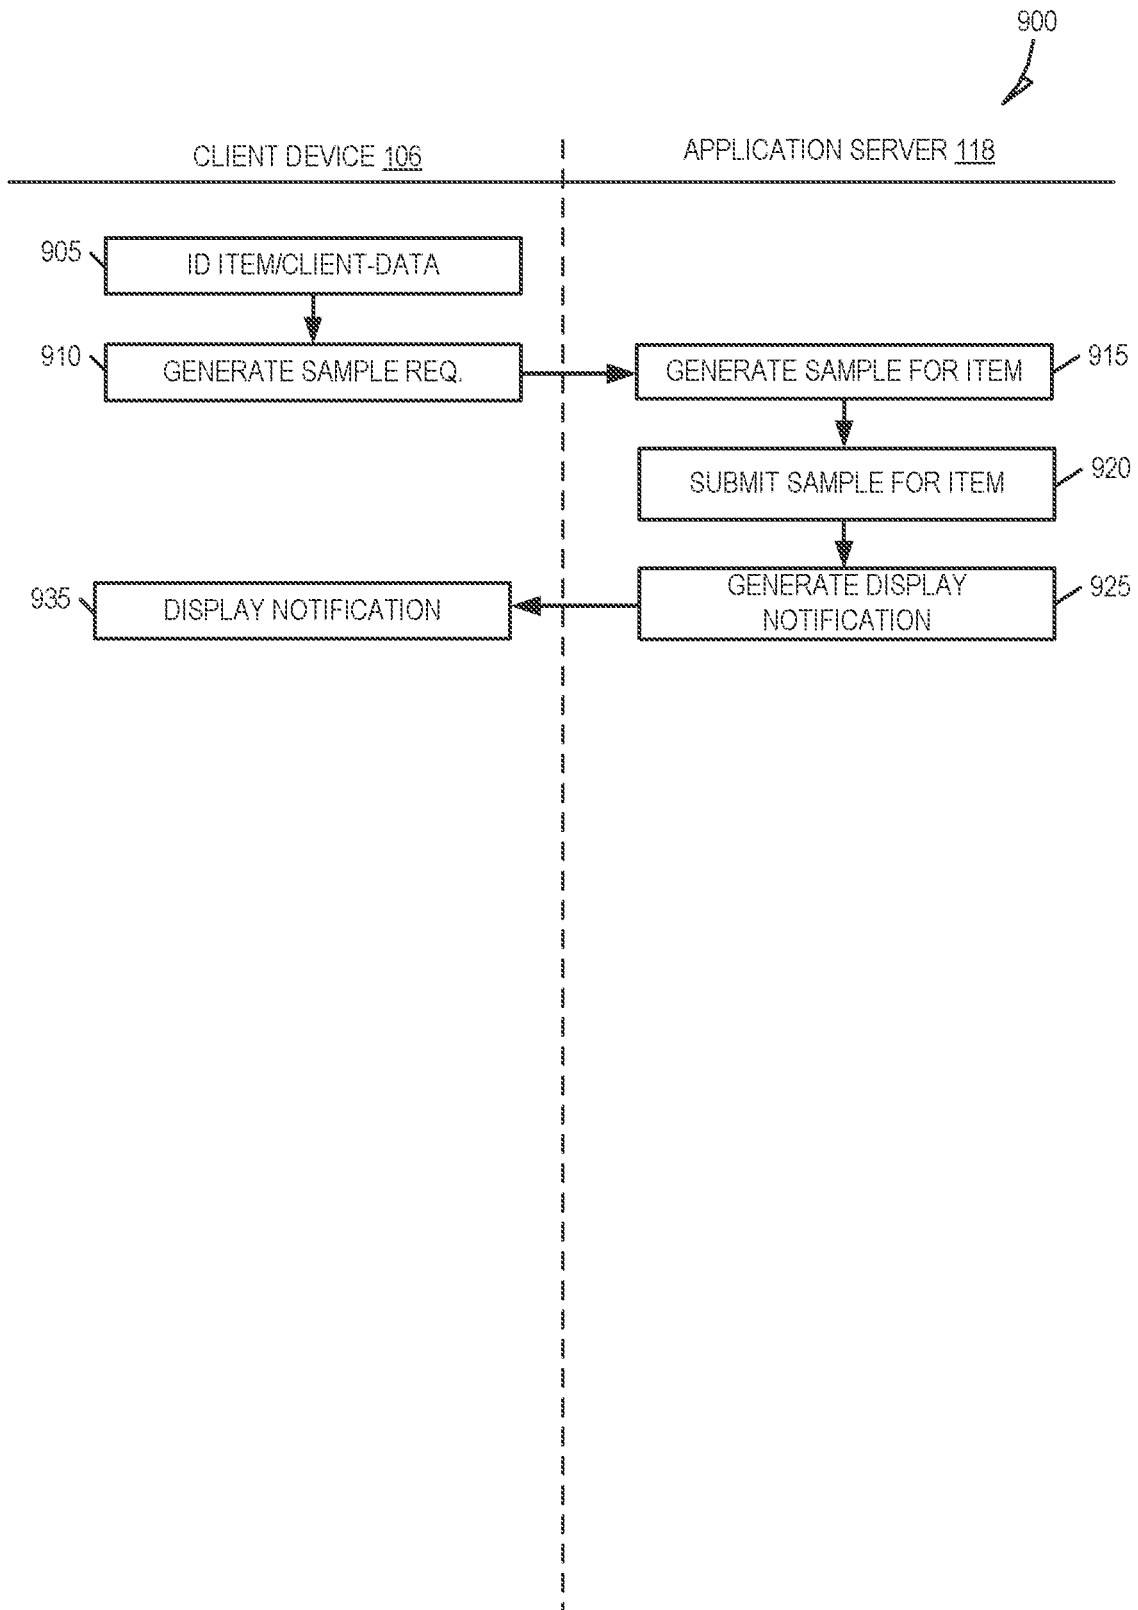 900
CLIENT DEVICE 106
APPLICATION SERVER 118
905
ID ITEM/CLIENT-DATA
910
GENERATE SAMPLE REQ.
GENERATE SAMPLE FOR ITEM
915
SUBMIT SAMPLE FOR ITEM
920
935
DISPLAY NOTIFICATION
GENERATE DISPLAY
NOTIFICATION
925